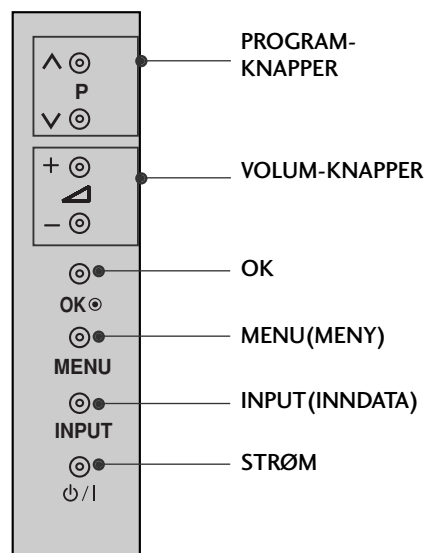 PROGRAM-
KNAPPER
P
VOLUM-KNAPPER
+
−
OK
OK
MENU(MENY)
MENU
INPUT(INNDATA)
INPUT
STRØM
⏻/I